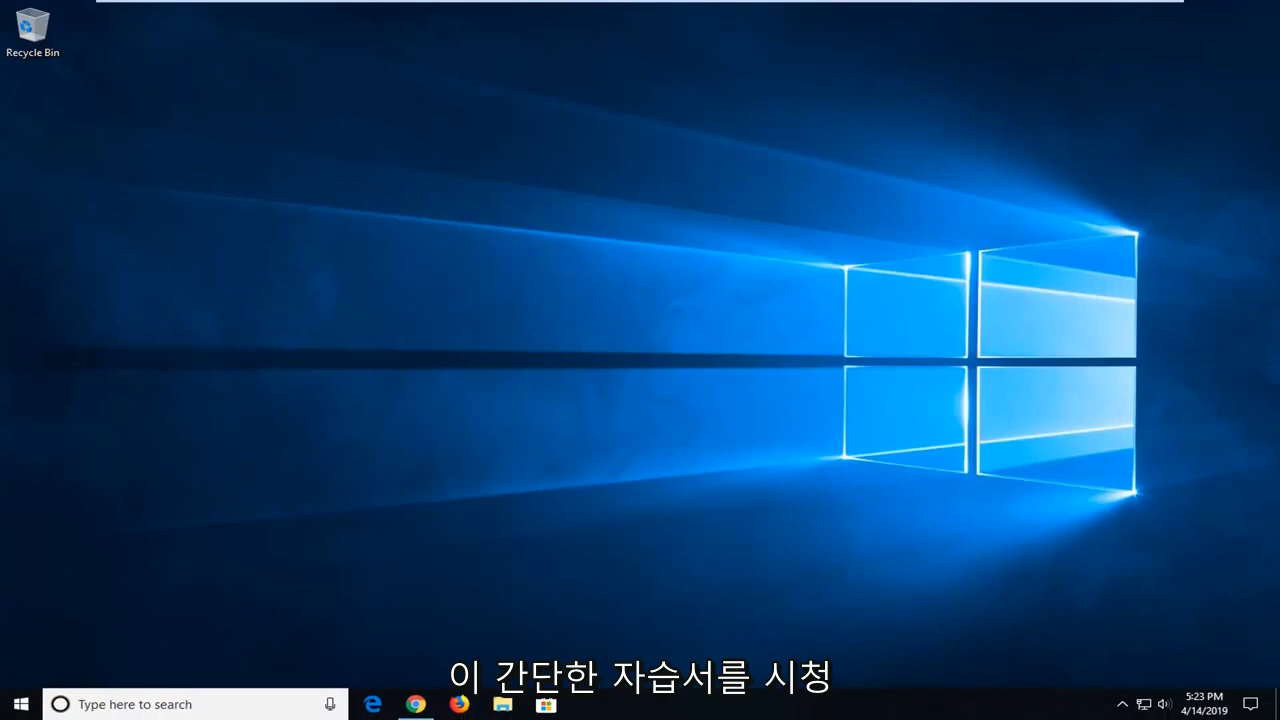 Recycle Bin
이 간단한 자습서를 시청
Type here to search
5:23 PM
4/14/2019